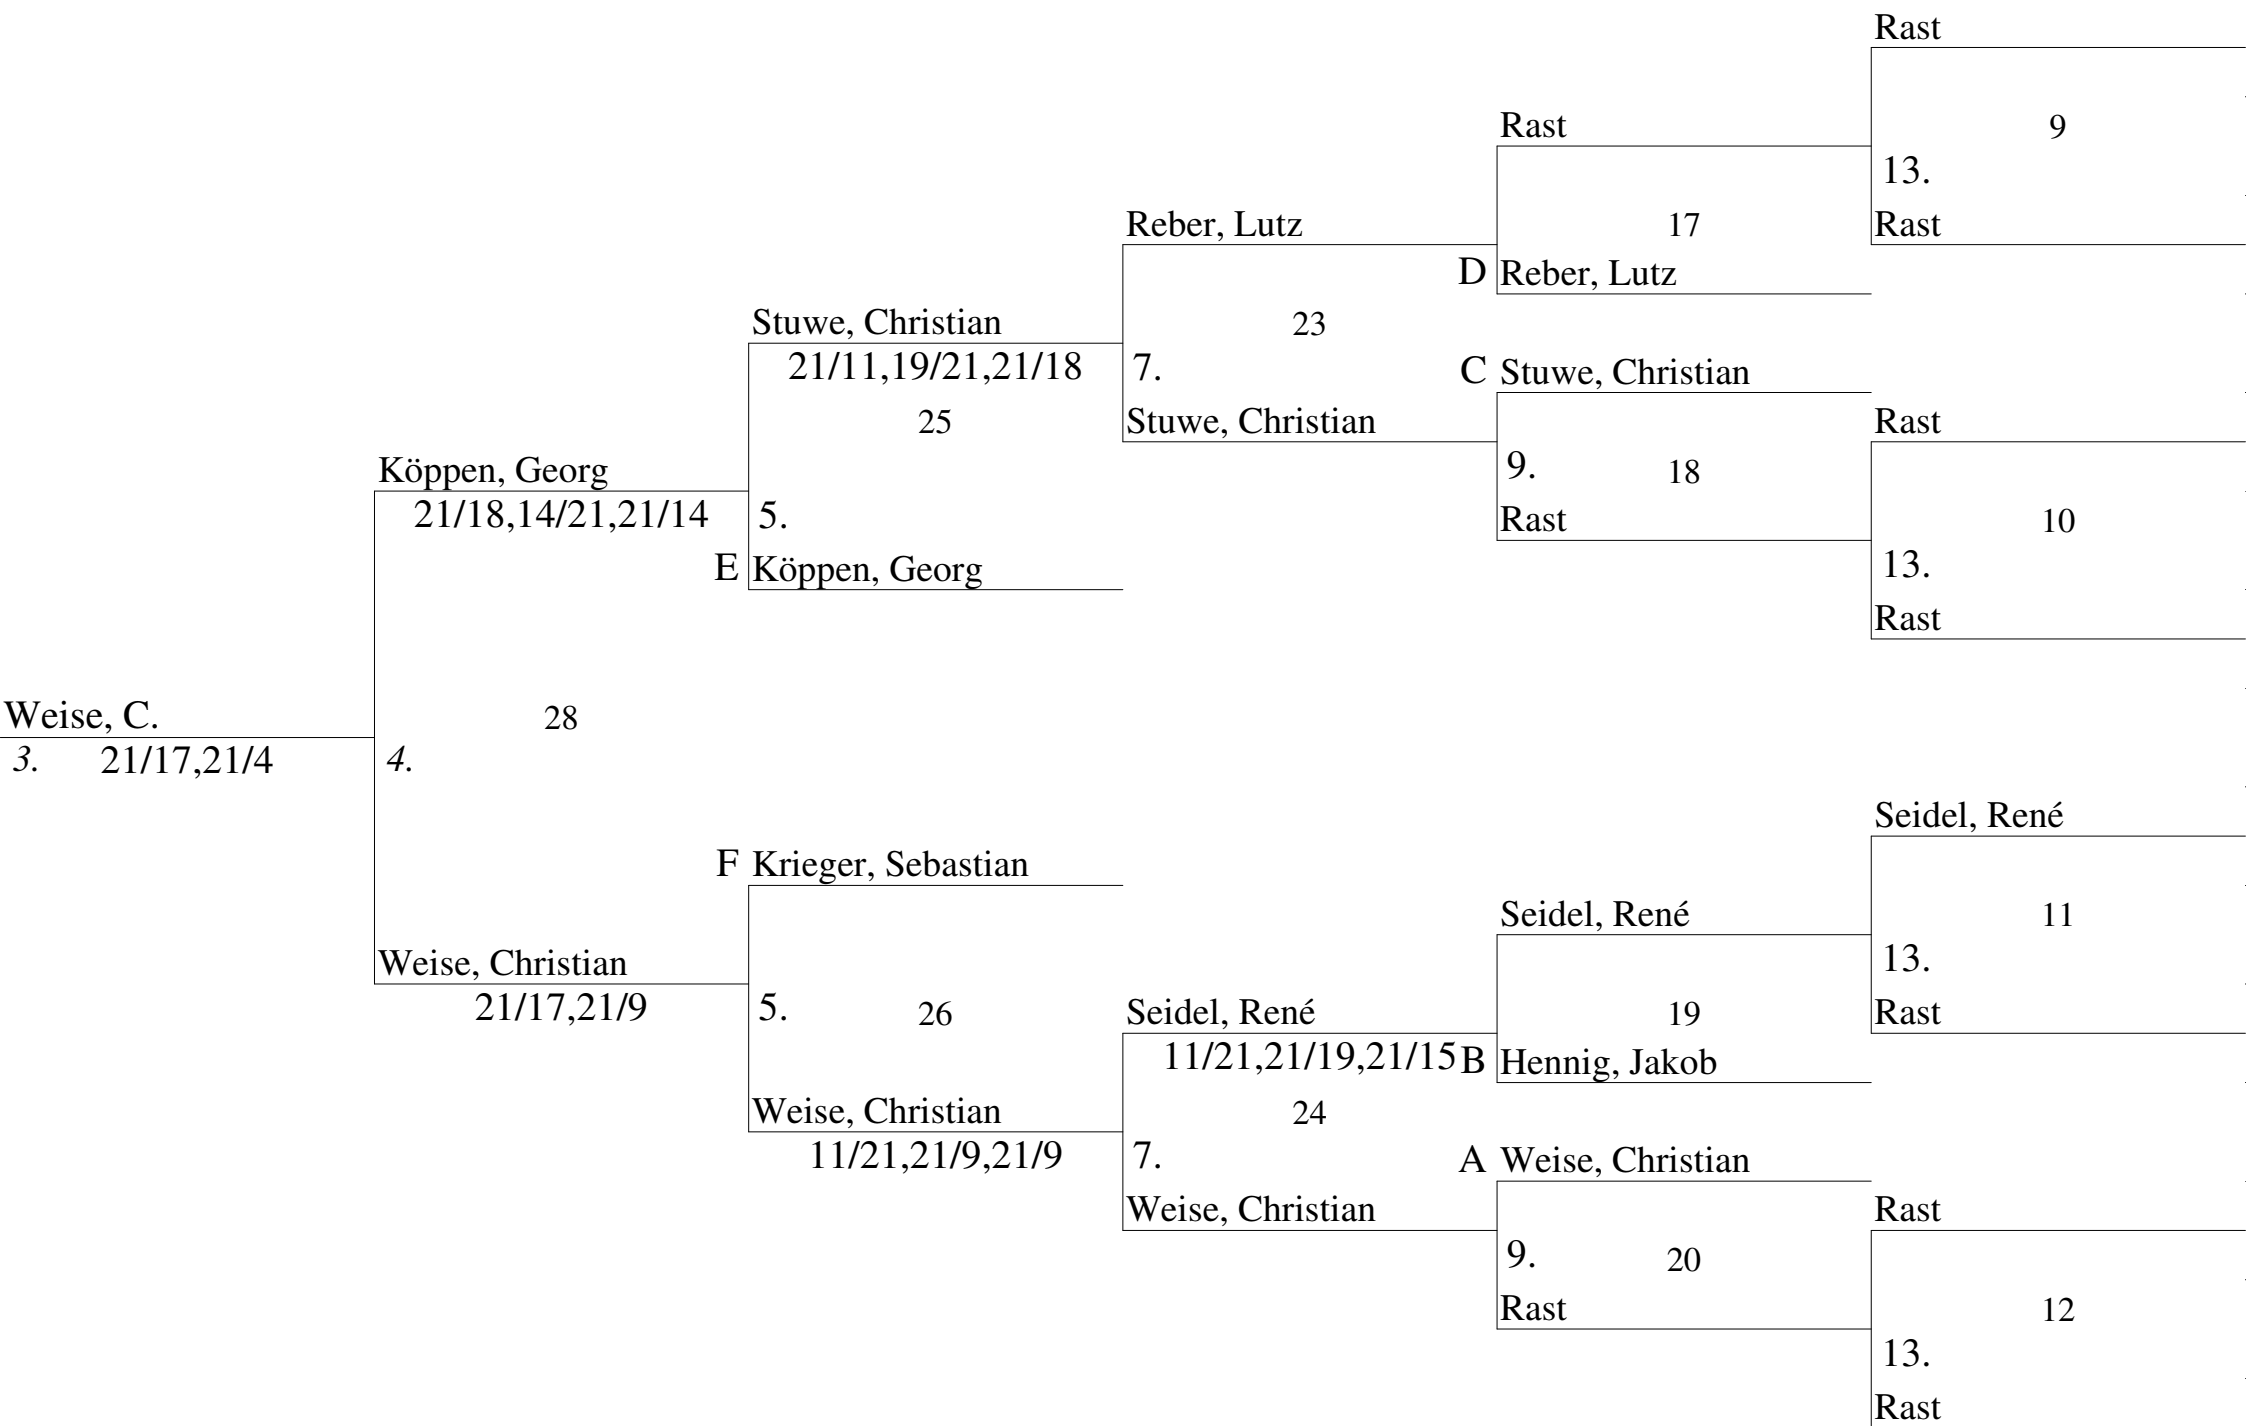 Rast
Rast
9
13.
Reber, Lutz
17
Rast
D Reber, Lutz
Stuwe, Christian
23
21/11,19/21,21/18
7.
C Stuwe, Christian
25
Stuwe, Christian
Rast
Köppen, Georg
9.
18
21/18,14/21,21/14
5.
Rast
10
E Köppen, Georg
13.
Rast
Weise, C.
28
3. 21/17,21/4
4.
Seidel, René
F Krieger, Sebastian
Seidel, René
11
Weise, Christian
13.
21/17,21/9
5.
26
Seidel, René
19
Rast
11/21,21/19,21/15
B Hennig, Jakob
Weise, Christian
24
11/21,21/9,21/9
7.
A Weise, Christian
Weise, Christian
Rast
9.
20
Rast
12
13.
Rast